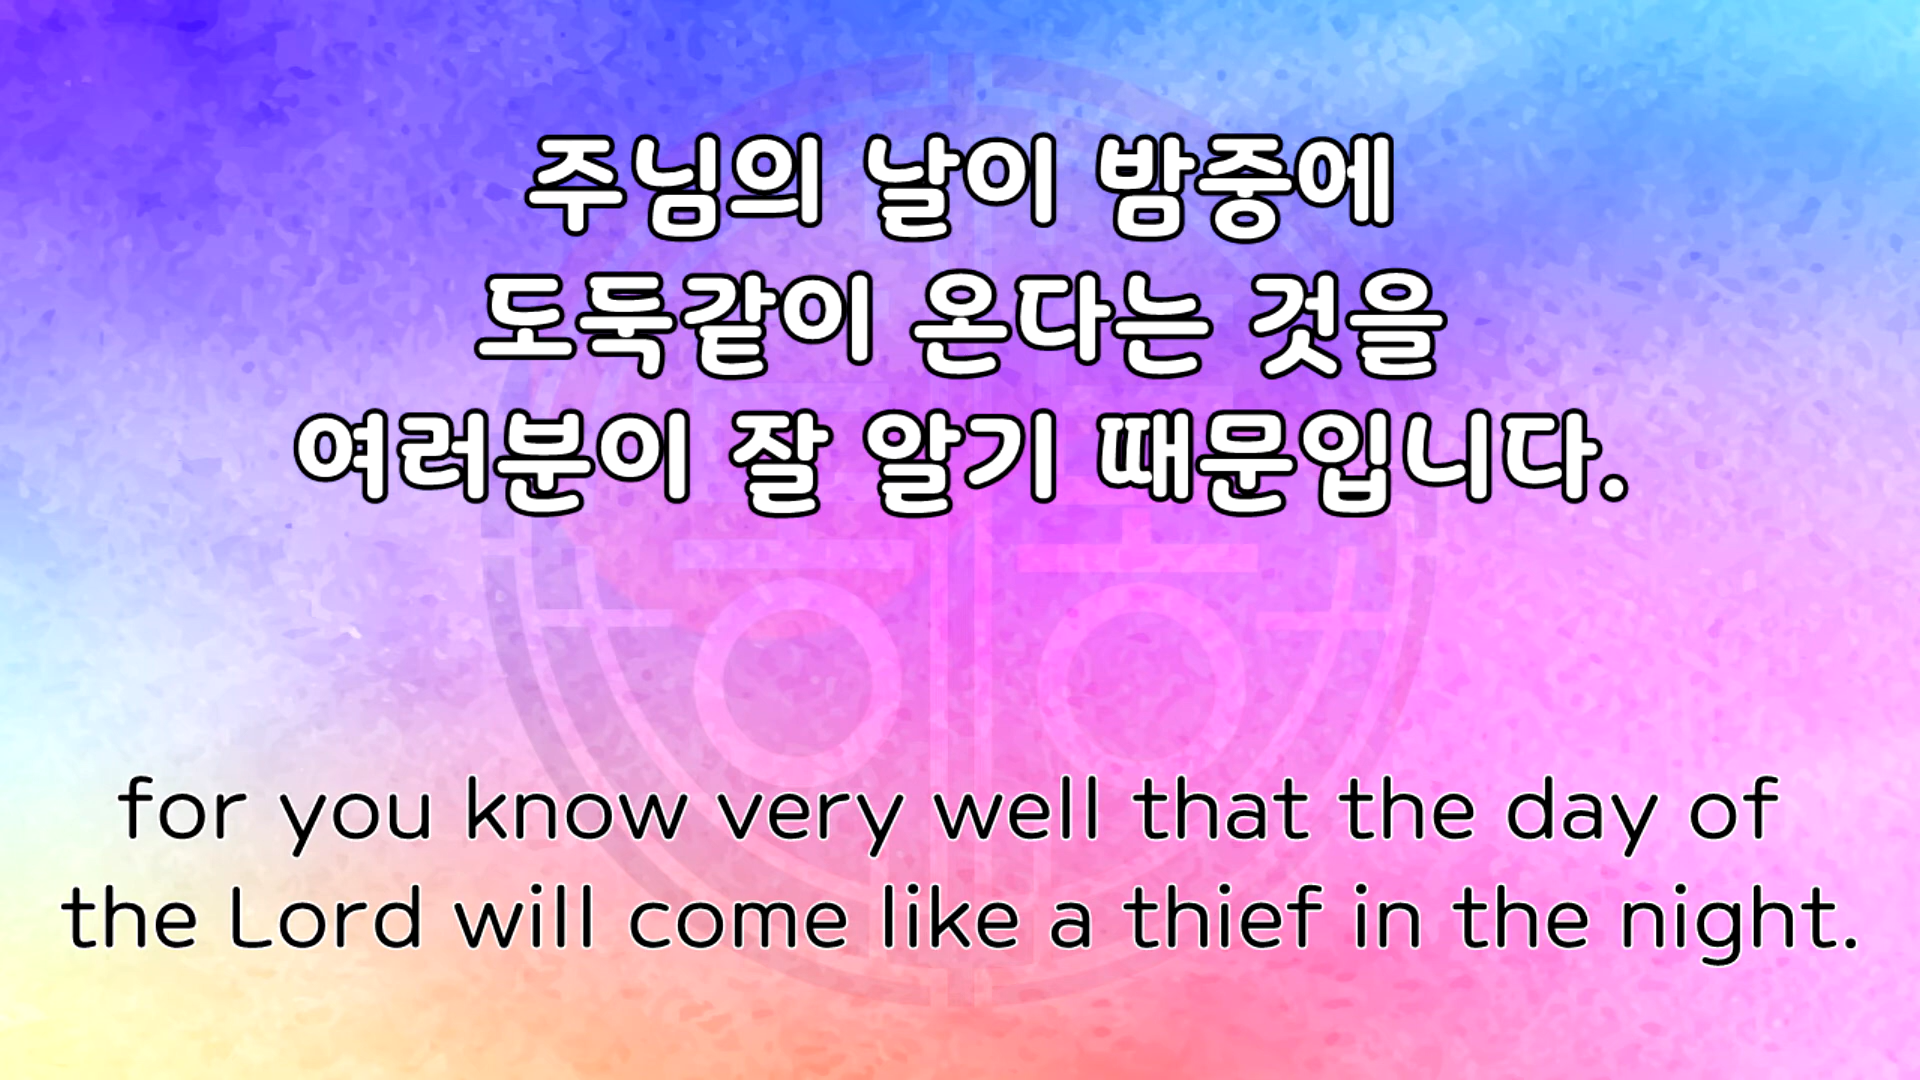 주님의 날이 밤중에
도둑같이 온다는 것을
여러분이 잘 알기 때문입니다.
for you know very well that the day of
the Lord will come like a thief in the night.